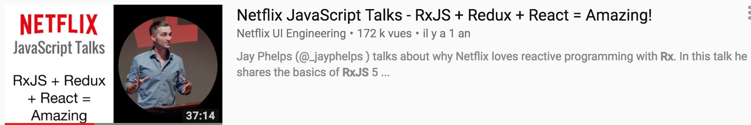 NETFLIX
JavaScript Talks
RxJS + Redux
+ React =
Amazing
37:14
Netflix JavaScript Talks - RxJS + Redux + React = Amazing!
Netflix UI Engineering • 172 k vues • il y a 1 an
Jay Phelps (@_jayphelps ) talks about why Netflix loves reactive programming with Rx. In this talk he
shares the basics of RxJS 5 ...